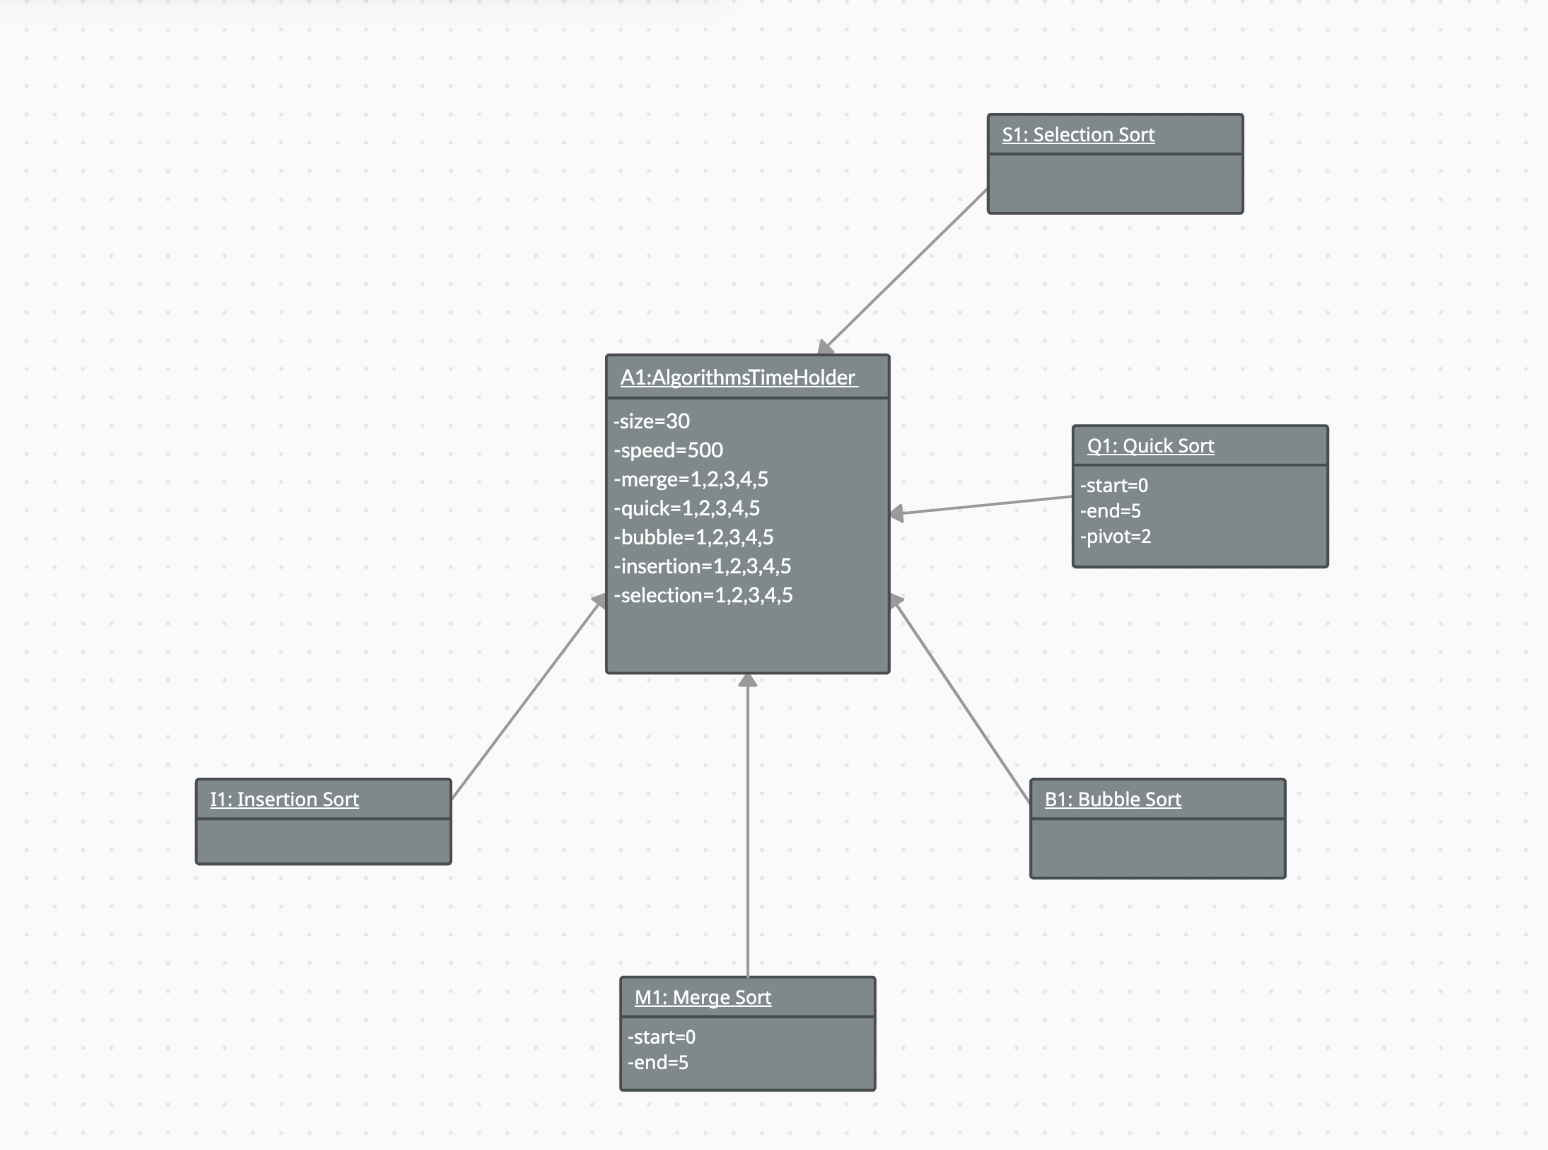 S1: Selection Sort
A1:AlgorithmsTimeHolder
-size=30
-speed=500
-merge=1,2,3,4,5
-quick=1,2,3,4,5
-bubble=1,2,3,4,5
-insertion=1,2,3,4,5
-selection=1,2,3,4,5
Q1: Quick Sort
-start=0
-end=5
-pivot=2
I1: Insertion Sort
B1: Bubble Sort
M1: Merge Sort
-start=0
-end=5